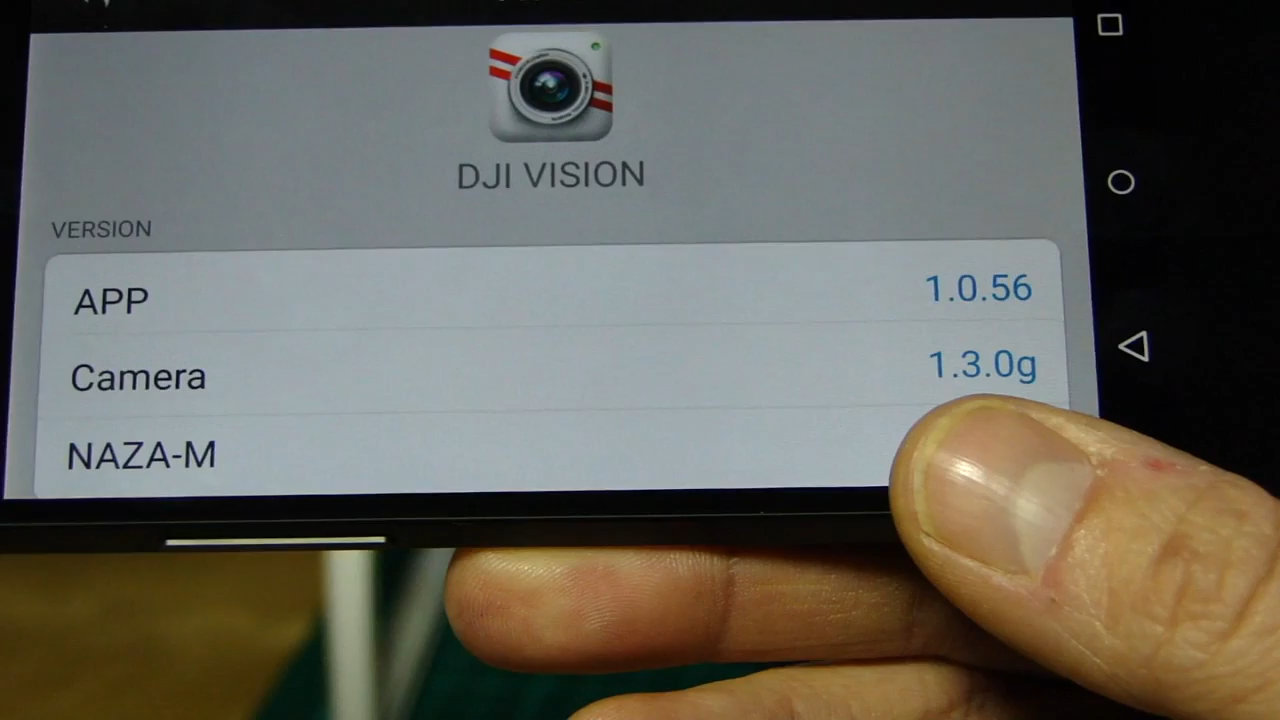 DJI VISION
VERSION
APP 1.0.56
Camera 1.3.0g
NAZA-M